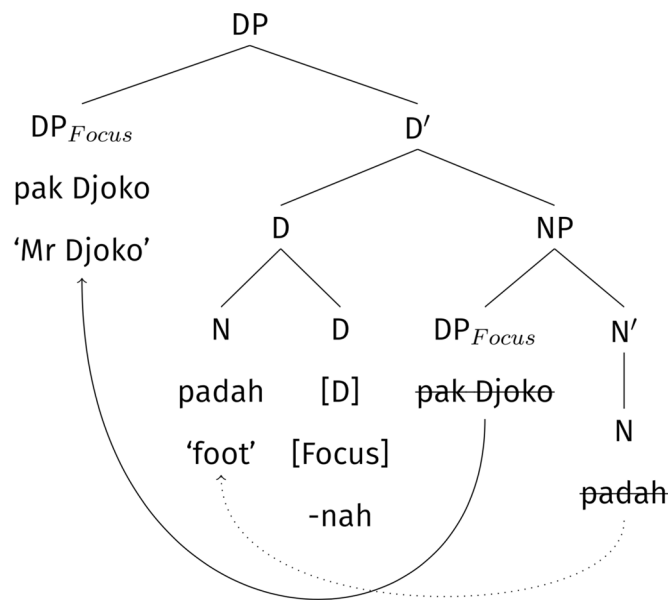 DP
DP_Focus D′
pak Djoko
‘Mr Djoko’
D NP
N D DP_Focus N′
padah [D] pak Djoko
‘foot’ [Focus] N
-nah padah